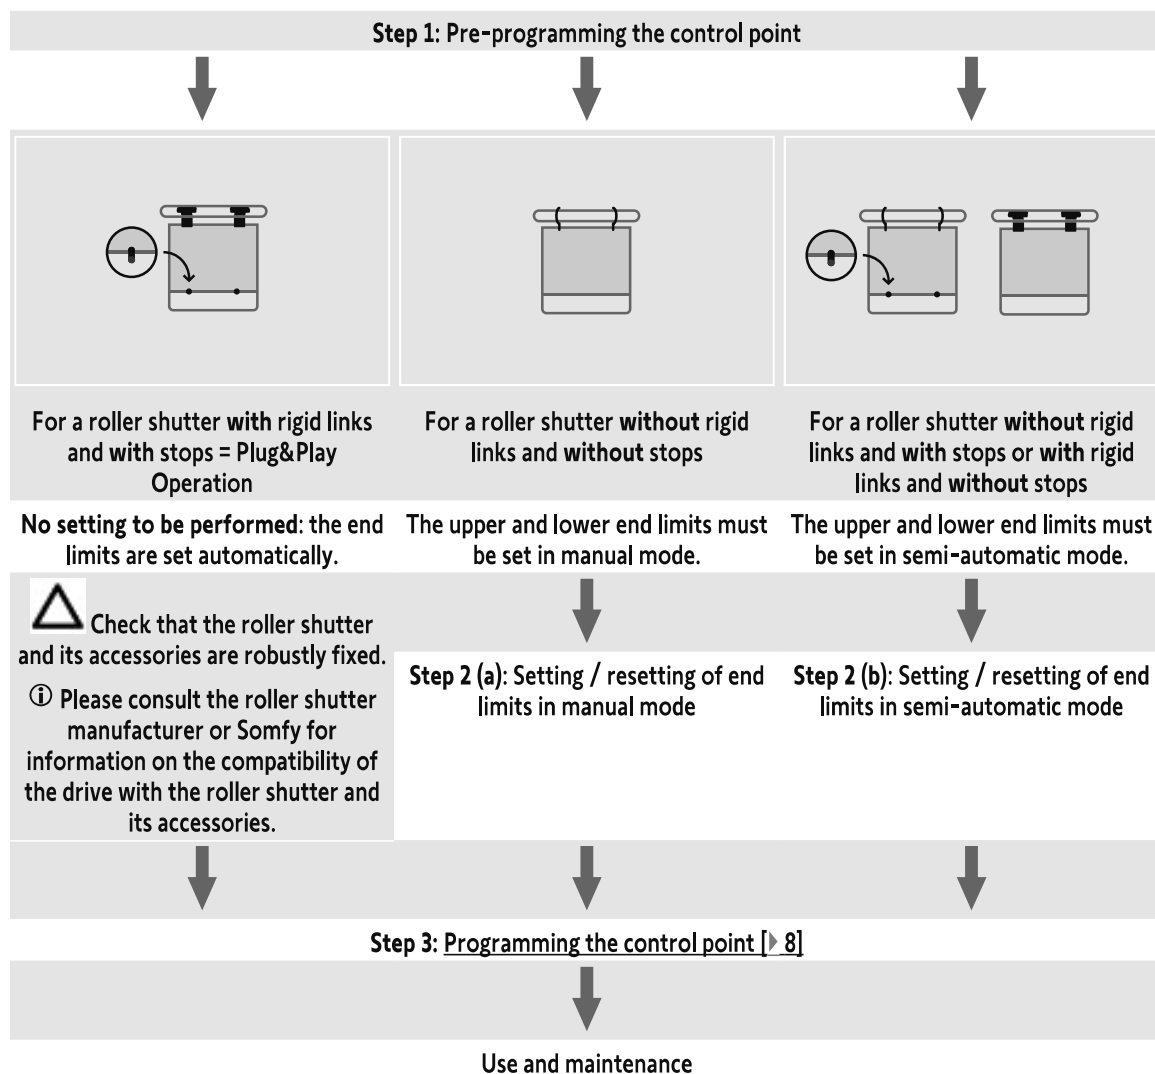 Step 1: Pre-programming the control point
For a roller shutter with rigid links
and with stops = Plug&Play
Operation
No setting to be performed: the end
limits are set automatically.
Check that the roller shutter
and its accessories are robustly fixed.
ⓘ Please consult the roller shutter
manufacturer or Somfy for
information on the compatibility of
the drive with the roller shutter and
its accessories.
For a roller shutter without rigid
links and without stops
The upper and lower end limits must
be set in manual mode.
Step 2 (a): Setting / resetting of end
limits in manual mode
For a roller shutter without rigid
links and with stops or with rigid
links and without stops
The upper and lower end limits must
be set in semi-automatic mode.
Step 2 (b): Setting / resetting of end
limits in semi-automatic mode
Step 3: Programming the control point [▶ 8]
Use and maintenance